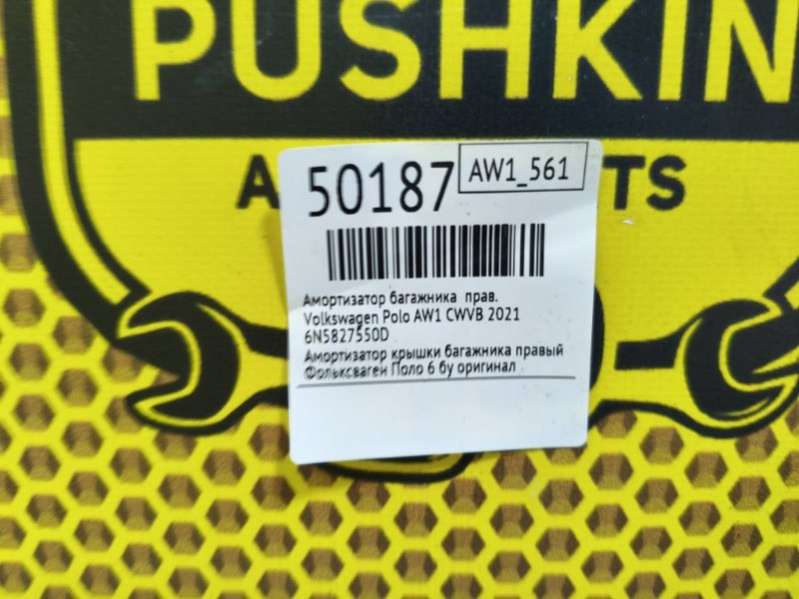 PUSHKIN
A TS
50187 AW1_561
Амортизатор багажника прав.
Volkswagen Polo AW1 CWVB 2021
6N5827550D
Амортизатор крышки багажника правый
Фольксваген Поло 6 бу оригинал